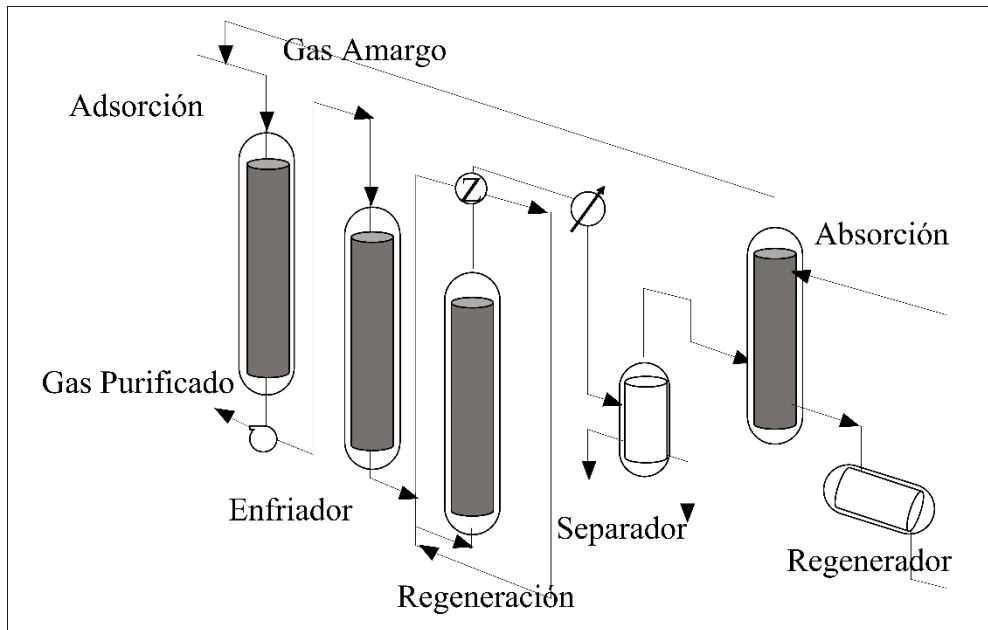 Gas Amargo
Adsorción
Z
Absorción
Gas Purificado
Enfriador
Separador
Regenerador
Regeneración